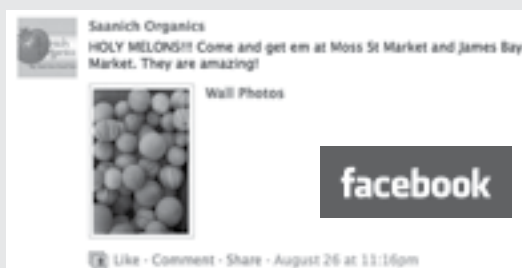 Saanich Organics
HOLY MELONS!!! Come and get em at Moss St Market and James Bay
Market. They are amazing!
Wall Photos
facebook
Like · Comment · Share · August 26 at 11:16pm